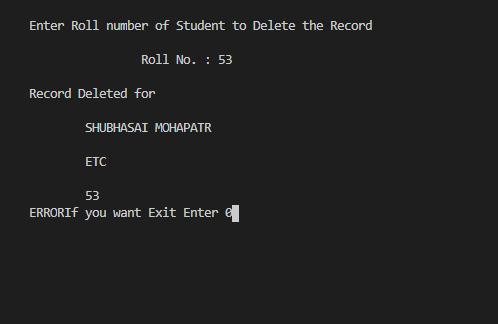 Enter Roll number of Student to Delete the Record
Roll No. : 53
Record Deleted for
SHUBHASAI MOHAPATR
ETC
53
ERRORIf you want Exit Enter 0